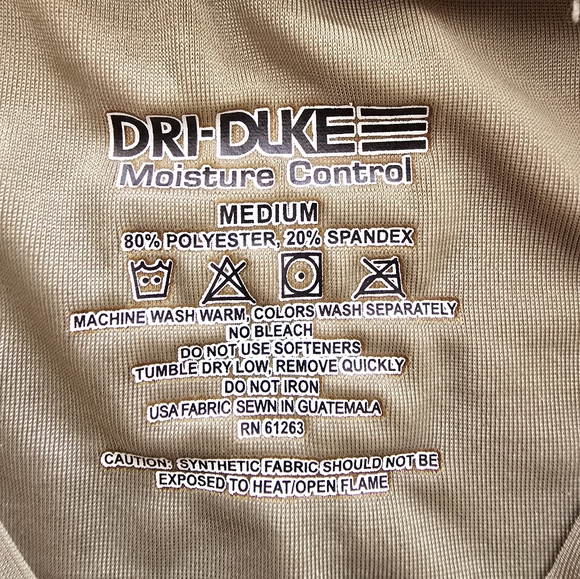 DRI-DUKE
Moisture Control
MEDIUM
80% POLYESTER, 20% SPANDEX
MACHINE WASH WARM, COLORS WASH SEPARATELY
NO BLEACH
DO NOT USE SOFTENERS
TUMBLE DRY LOW, REMOVE QUICKLY
DO NOT IRON
USA FABRIC SEWN IN GUATEMALA
RN 61263
CAUTION: SYNTHETIC FABRIC SHOULD NOT BE
EXPOSED TO HEAT/OPEN FLAME